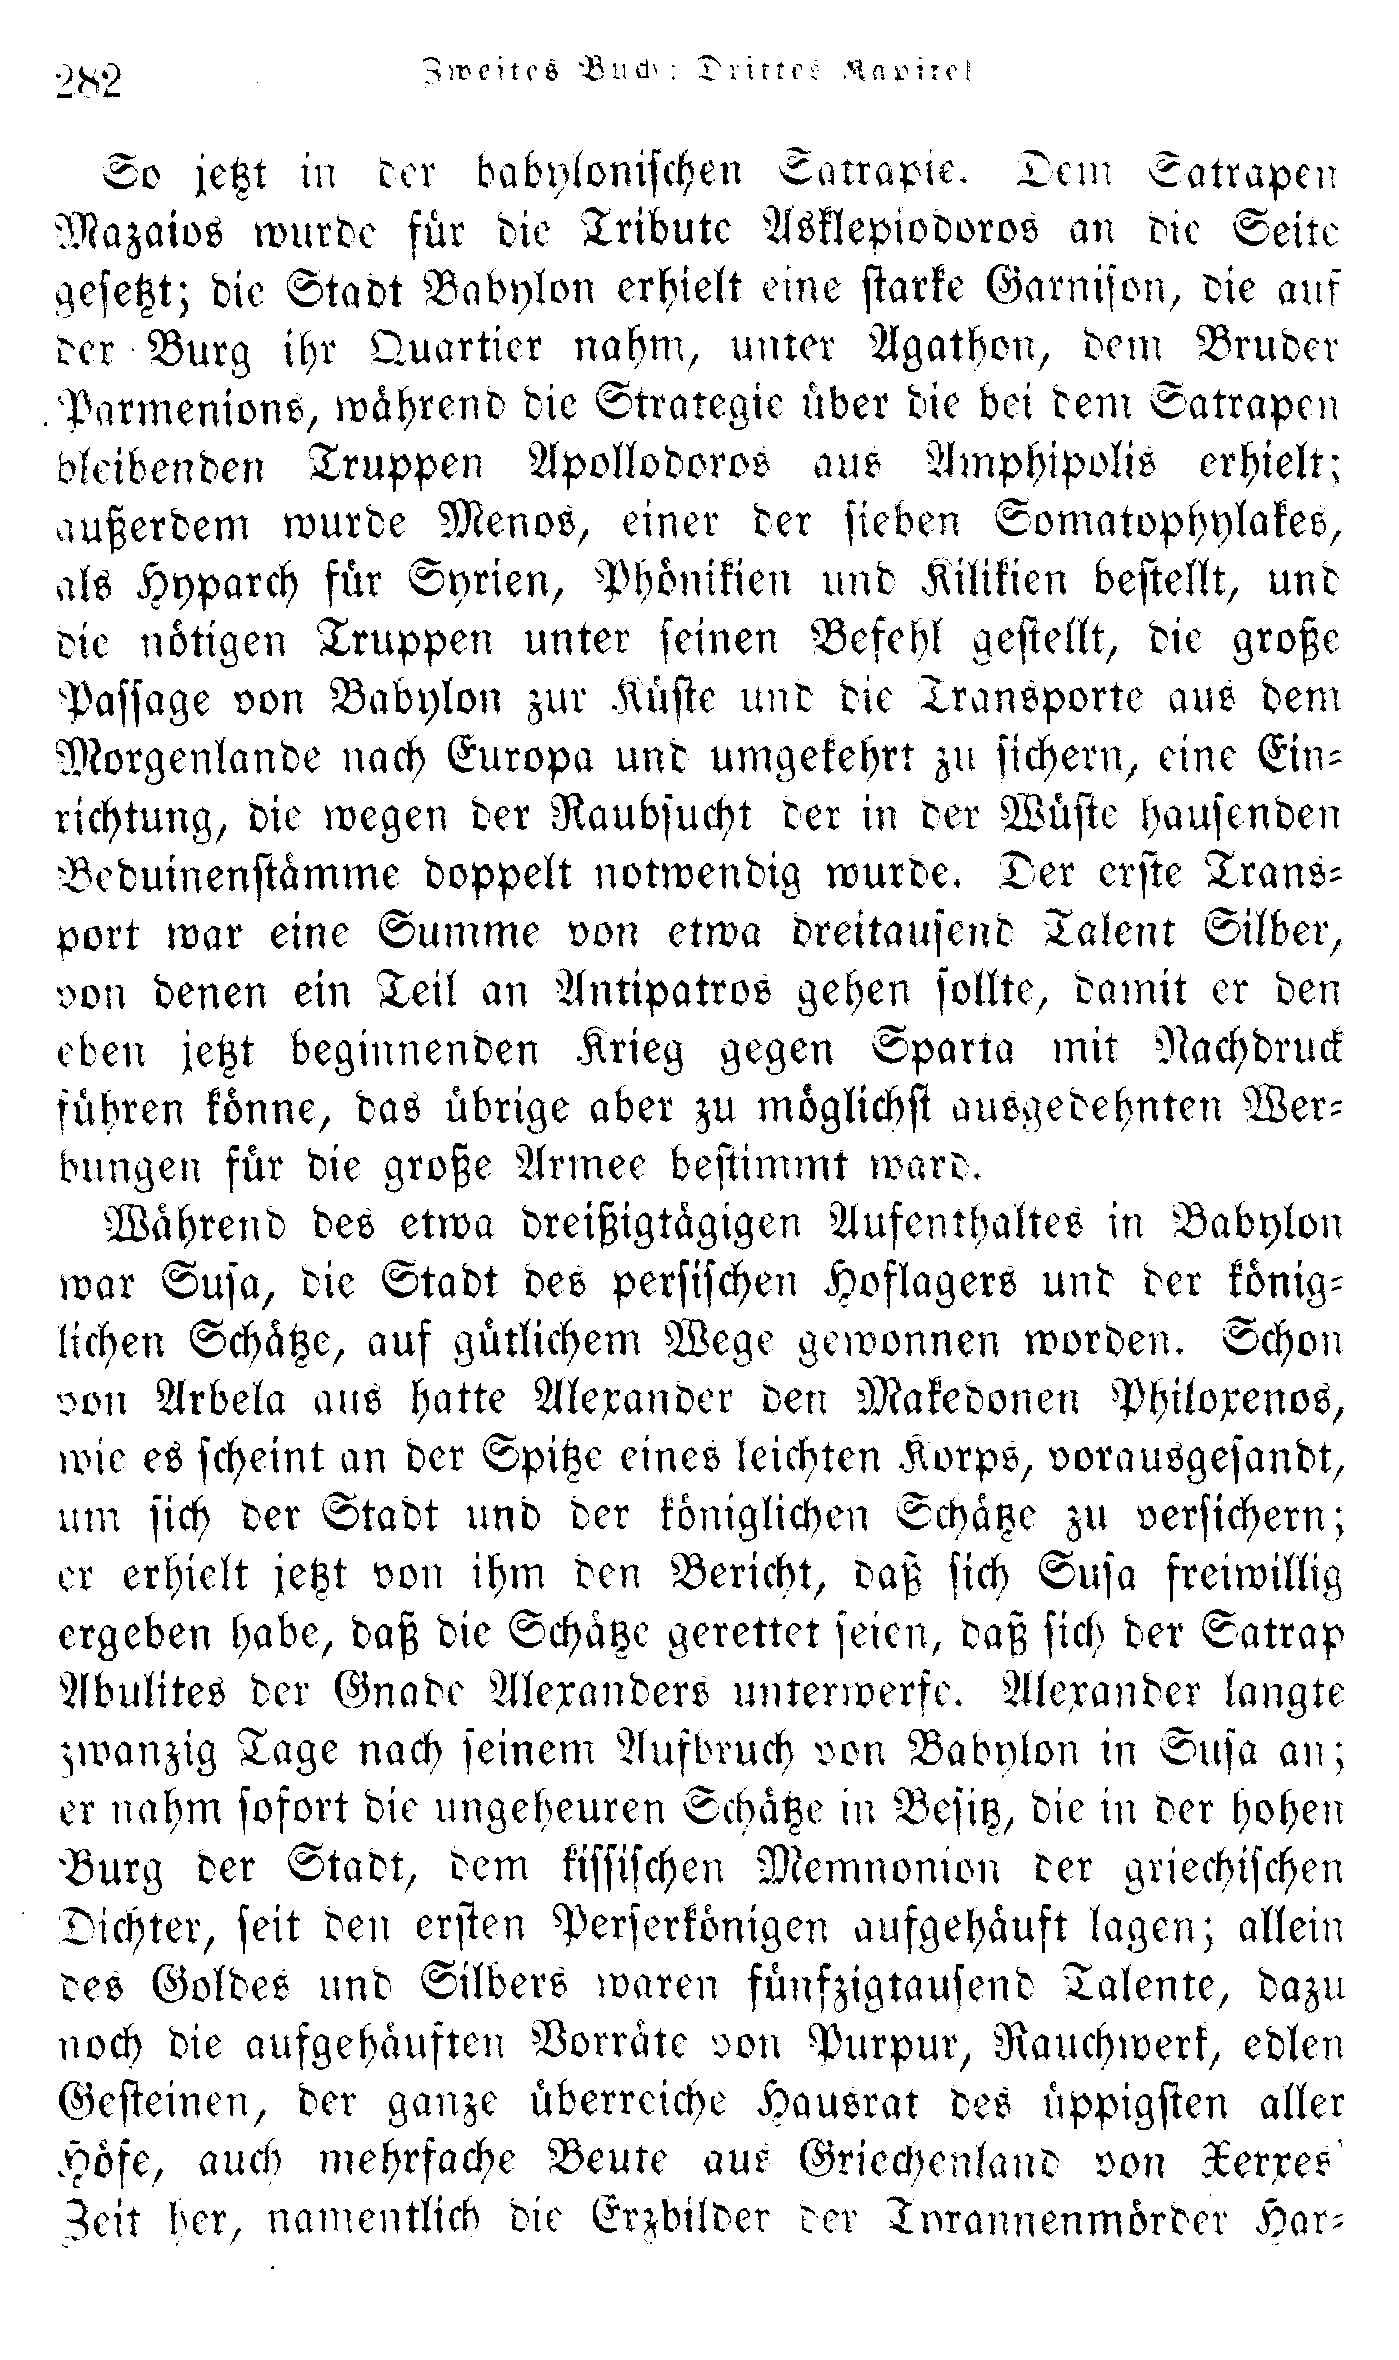 282
Zweites Buch: Drittes Kapitel
So jetzt in der babylonischen Satrapie. Dem Satrapen
Mazaios wurde für die Tribute Asklepiodoros an die Seite
gesetzt; die Stadt Babylon erhielt eine starke Garnison, die auf
der Burg ihr Quartier nahm, unter Agathon, dem Bruder
Parmenions, während die Strategie über die bei dem Satrapen
bleibenden Truppen Apollodoros aus Amphipolis erhielt;
außerdem wurde Menos, einer der sieben Somatophylakes,
als Hyparch für Syrien, Phönikien und Kilikien bestellt, und
die nötigen Truppen unter seinen Befehl gestellt, die große
Passage von Babylon zur Küste und die Transporte aus dem
Morgenlande nach Europa und umgekehrt zu sichern, eine Ein-
richtung, die wegen der Raubsucht der in der Wüste hausenden
Beduinenstämme doppelt notwendig wurde. Der erste Trans-
port war eine Summe von etwa dreitausend Talent Silber,
von denen ein Teil an Antipatros gehen sollte, damit er den
eben jetzt beginnenden Krieg gegen Sparta mit Nachdruck
führen könne, das übrige aber zu möglichst ausgedehnten Wer-
bungen für die große Armee bestimmt ward.
Während des etwa dreißigtägigen Aufenthaltes in Babylon
war Susa, die Stadt des persischen Hoflagers und der könig-
lichen Schätze, auf gütlichem Wege gewonnen worden. Schon
von Arbela aus hatte Alexander den Makedonen Philoxenos,
wie es scheint an der Spitze eines leichten Korps, vorausgesandt,
um sich der Stadt und der königlichen Schätze zu versichern;
er erhielt jetzt von ihm den Bericht, daß sich Susa freiwillig
ergeben habe, daß die Schätze gerettet seien, daß sich der Satrap
Abulites der Gnade Alexanders unterwerfe. Alexander langte
zwanzig Tage nach seinem Aufbruch von Babylon in Susa an;
er nahm sofort die ungeheuren Schätze in Besitz, die in der hohen
Burg der Stadt, dem kissischen Memnonion der griechischen
Dichter, seit den ersten Perserkönigen aufgehäuft lagen; allein
des Goldes und Silbers waren fünfzigtausend Talente, dazu
noch die aufgehäuften Vorräte von Purpur, Rauchwerk, edlen
Gesteinen, der ganze überreiche Hausrat des üppigsten aller
Höfe, auch mehrfache Beute aus Griechenland von Xerxes'
Zeit her, namentlich die Erzbilder der Tyrannenmörder Har-